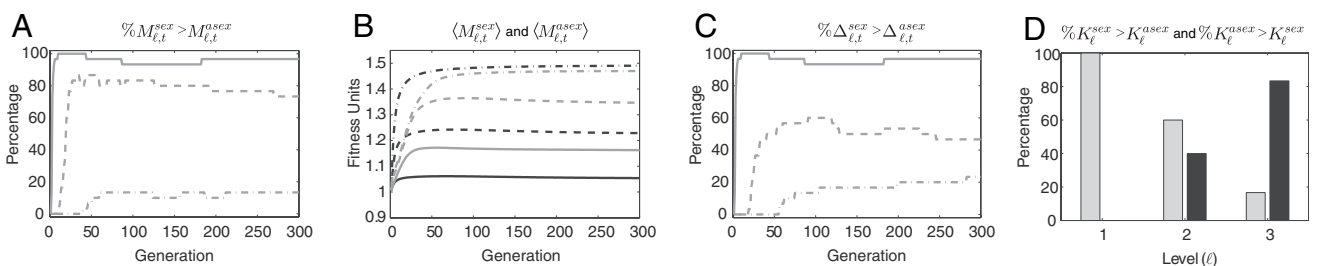 A
%M^{sex}_{ℓ,t} > M^{asex}_{ℓ,t}
Percentage
100
80
60
40
20
0
0 50 100 150 200 250 300
Generation
B
⟨M^{sex}_{ℓ,t}⟩ and ⟨M^{asex}_{ℓ,t}⟩
Fitness Units
1.5
1.4
1.3
1.2
1.1
1
0.9
0 50 100 150 200 250 300
Generation
C
%Δ^{sex}_{ℓ,t} > Δ^{asex}_{ℓ,t}
Percentage
100
80
60
40
20
0
0 50 100 150 200 250 300
Generation
D
%K^{sex}_{ℓ} > K^{asex}_{ℓ} and %K^{asex}_{ℓ} > K^{sex}_{ℓ}
Percentage
100
80
60
40
20
0
1 2 3
Level (ℓ)